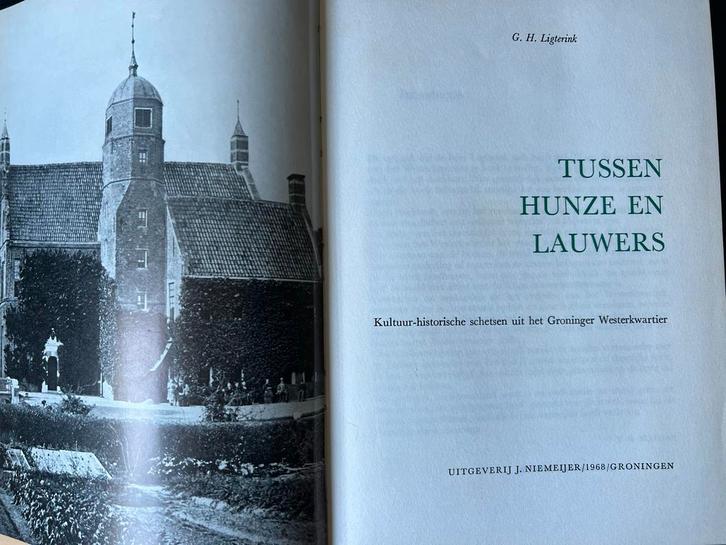 G. H. Ligterink
TUSSEN
HUNZE EN
LAUWERS
Kultuur-historische schetsen uit het Groninger Westerkwartier
UITGEVERIJ J. NIEMEIJER/1968/GRONINGEN